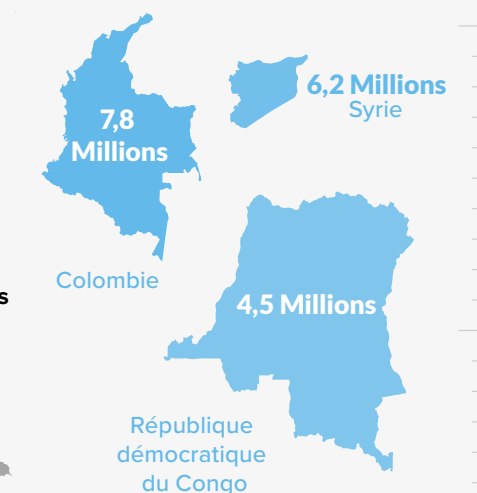 7,8
Millions
6,2 Millions
Syrie
Colombie
s
4,5 Millions
République
démocratique
du Congo